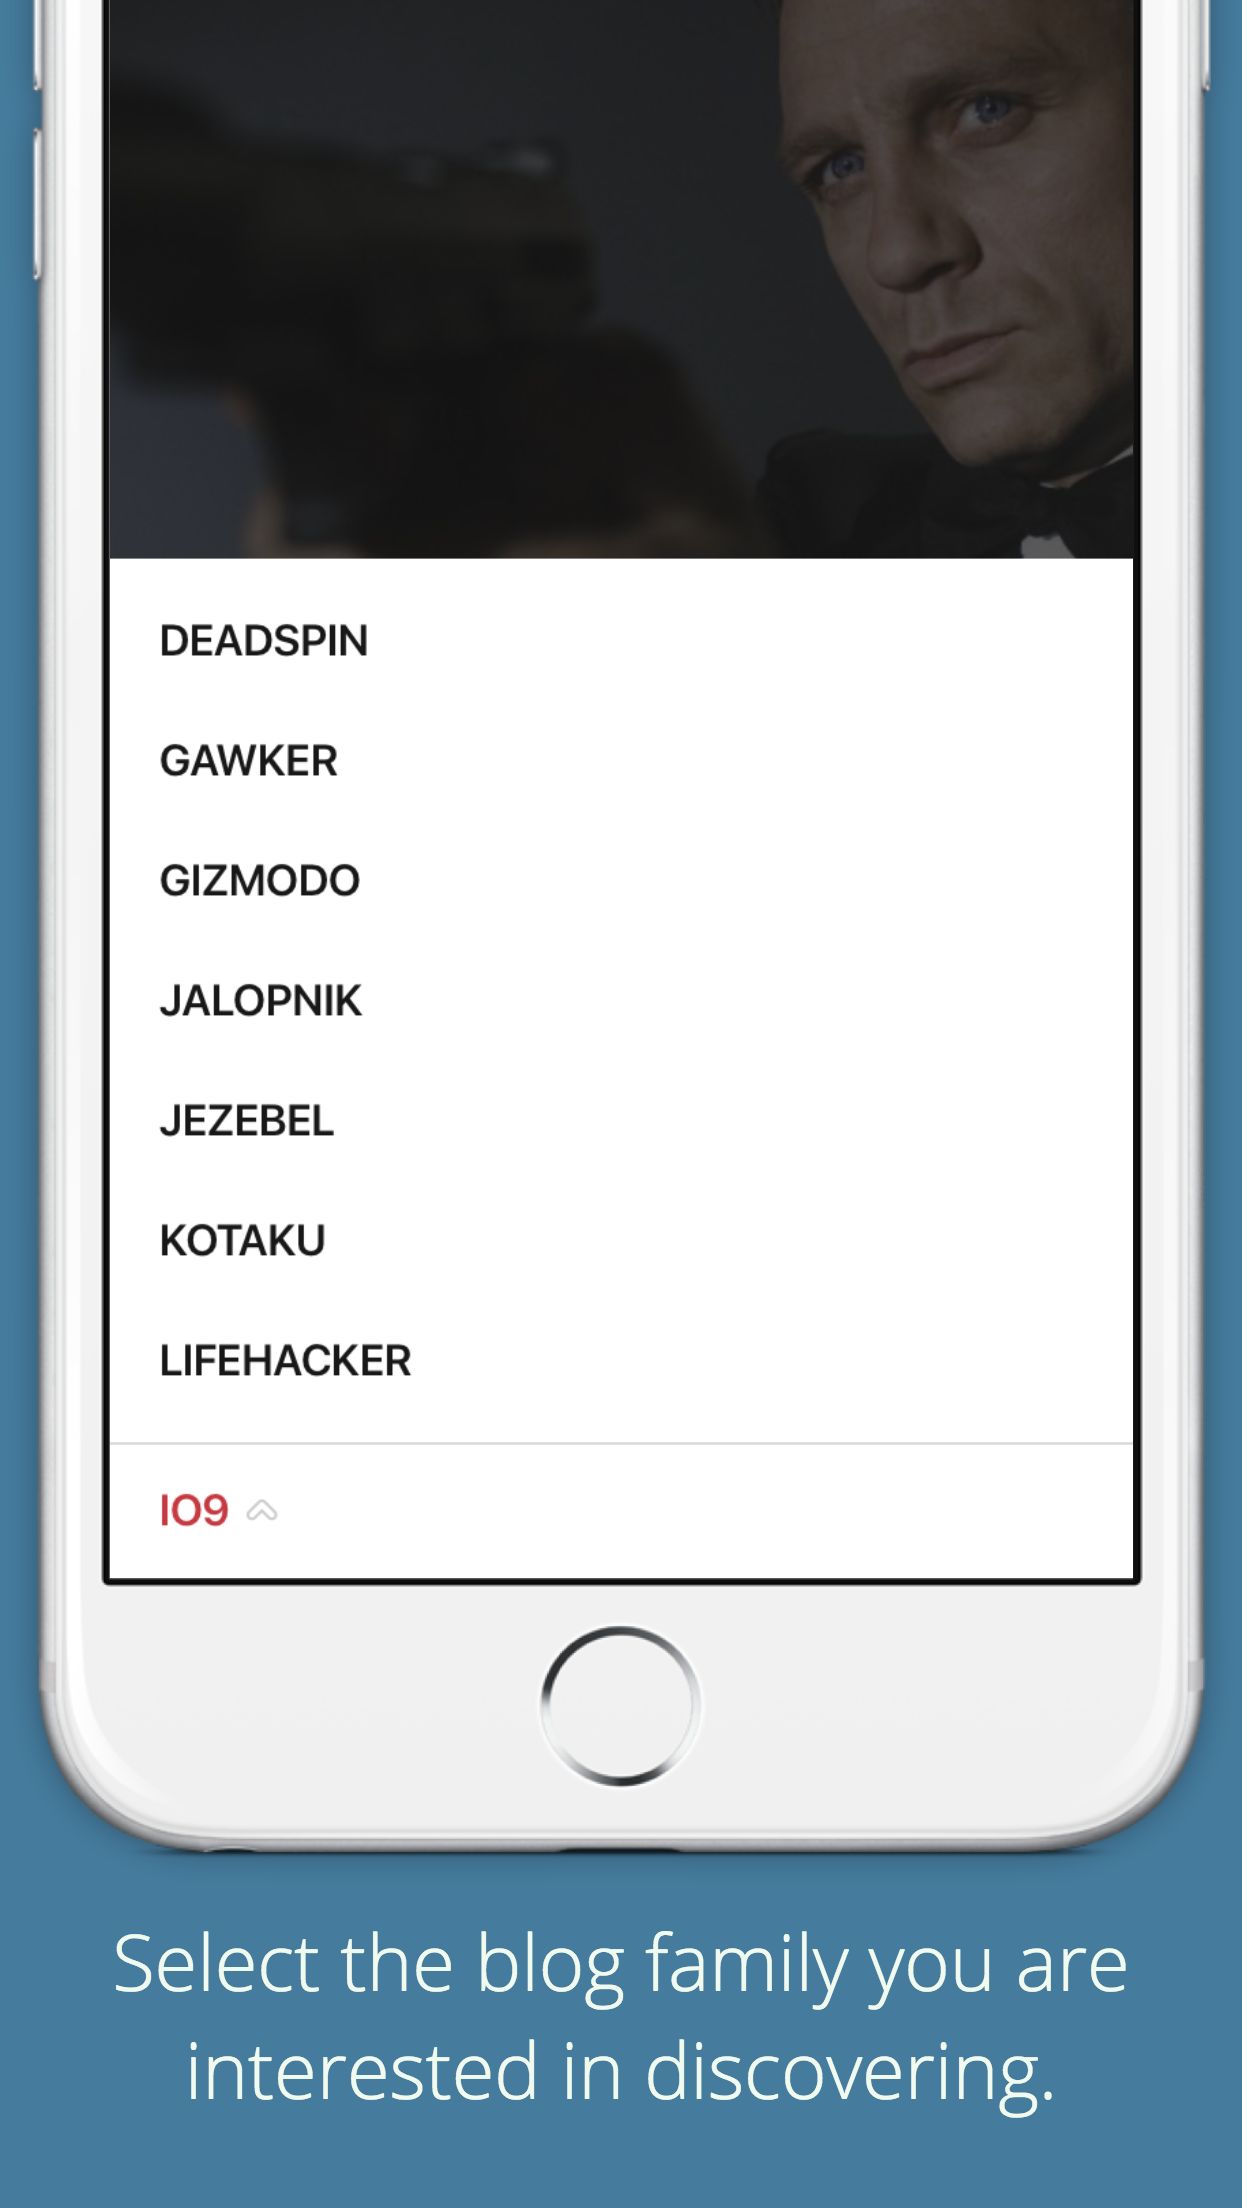 DEADSPIN
GAWKER
GIZMODO
JALOPNIK
JEZEBEL
KOTAKU
LIFEHACKER
IO9
Select the blog family you are
interested in discovering.